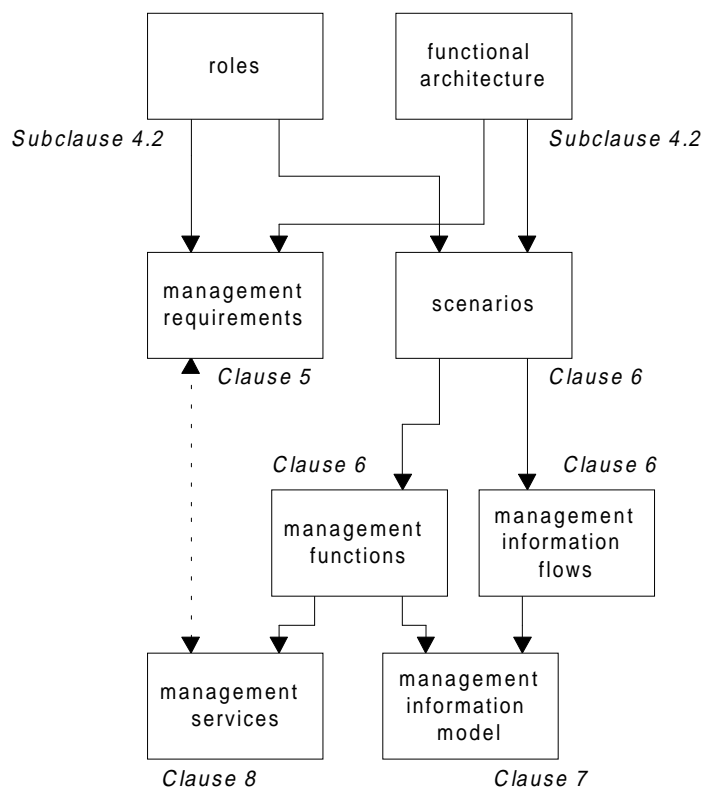 roles
functional
architecture
Subclause 4.2
Subclause 4.2
management
requirements
scenarios
Clause 5
Clause 6
Clause 6
Clause 6
management
functions
management
information
flows
management
services
management
information
model
Clause 8
Clause 7